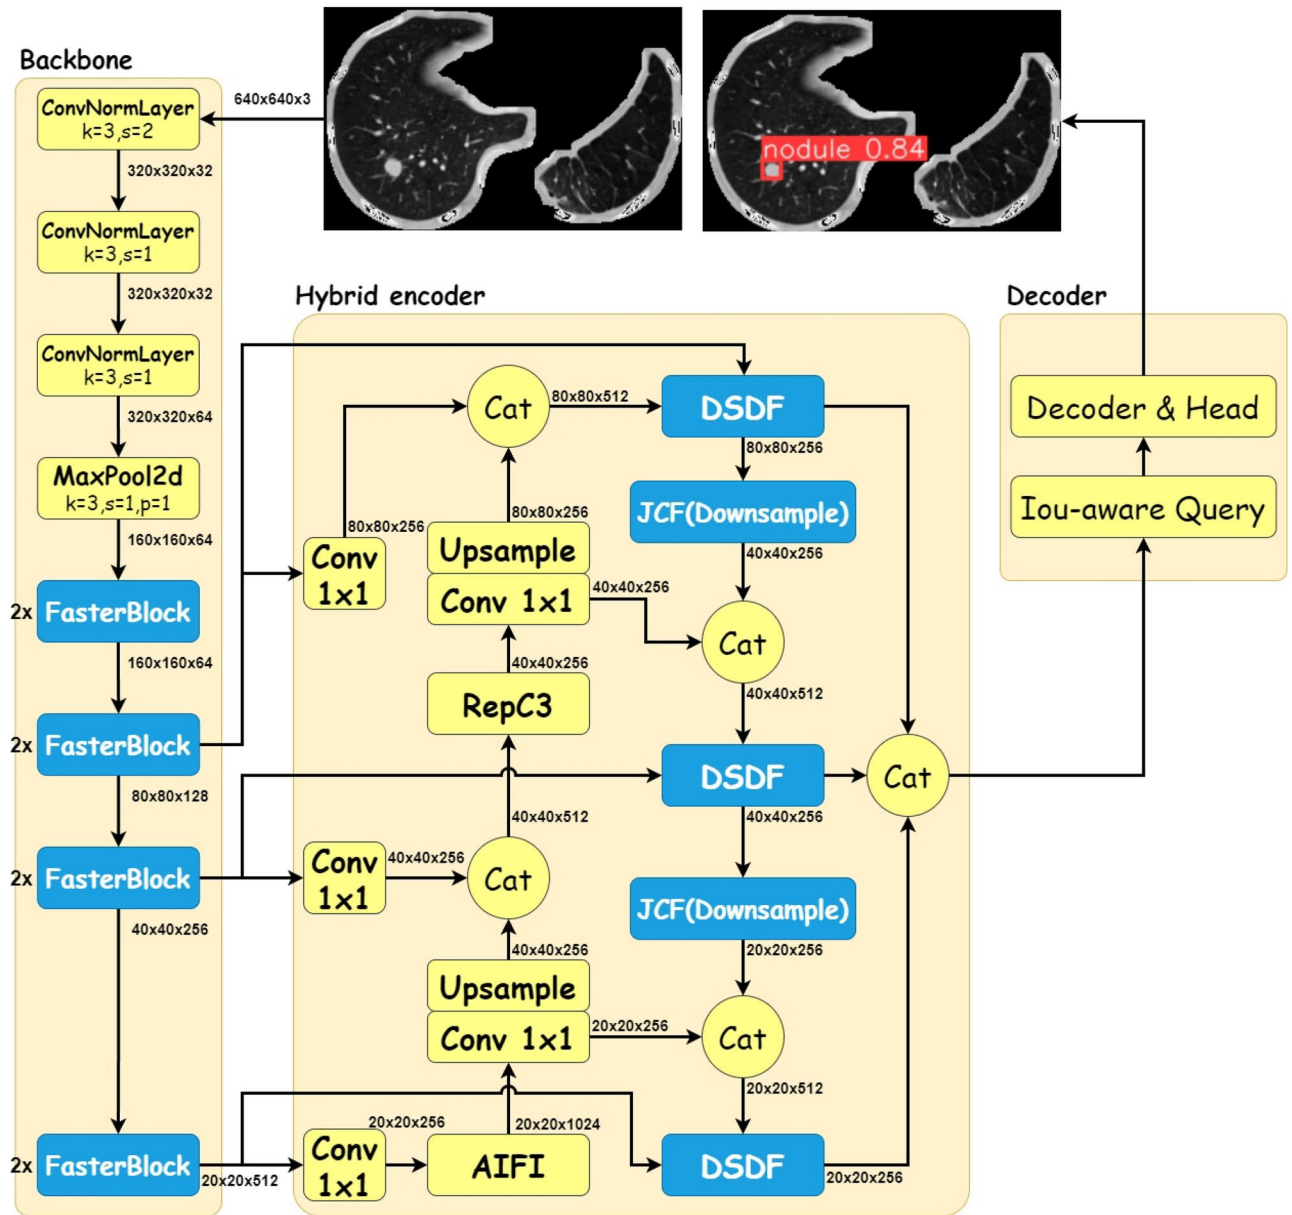 Backbone
ConvNormLayer
k=3,s=2
640x640x3
320x320x32
ConvNormLayer
k=3,s=1
320x320x32
ConvNormLayer
k=3,s=1
320x320x64
MaxPool2d
k=3,s=1,p=1
160x160x64
2x FasterBlock
160x160x64
2x FasterBlock
80x80x128
2x FasterBlock
40x40x256
2x FasterBlock
20x20x512
nodule 0.84
Hybrid encoder
Cat
80x80x512
DSDF
80x80x256
80x80x256
80x80x256
Conv
1x1
Upsample
Conv 1x1
40x40x256
JCF(Downsample)
40x40x256
Cat
40x40x256
RepC3
40x40x512
DSDF
Cat
40x40x512
40x40x256
Conv
1x1
40x40x256
Cat
JCF(Downsample)
40x40x256
20x20x256
Upsample
Conv 1x1
20x20x256
Cat
20x20x512
20x20x256
20x20x1024
Conv
1x1
AIFI
DSDF
20x20x256
Decoder
Decoder & Head
Iou-aware Query